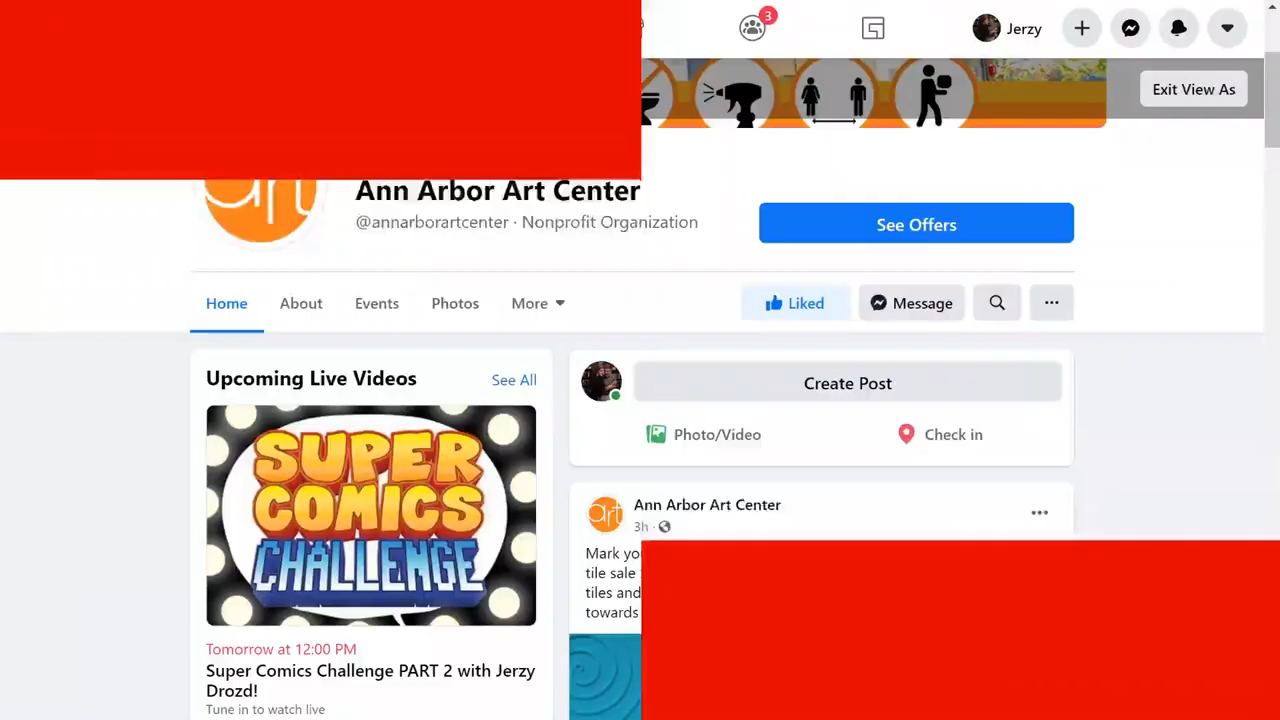 3
Jerzy
Exit View As
art
Ann Arbor Art Center
@annarborartcenter · Nonprofit Organization
See Offers
Home
About
Events
Photos
More
Liked
Message
Upcoming Live Videos
See All
SUPER
COMICS
CHALLENGE
Tomorrow at 12:00 PM
Super Comics Challenge PART 2 with Jerzy
Drozd!
Tune in to watch live
Create Post
Photo/Video
Check in
art
Ann Arbor Art Center
3h ·
Mark
tile sale
tiles and
towards